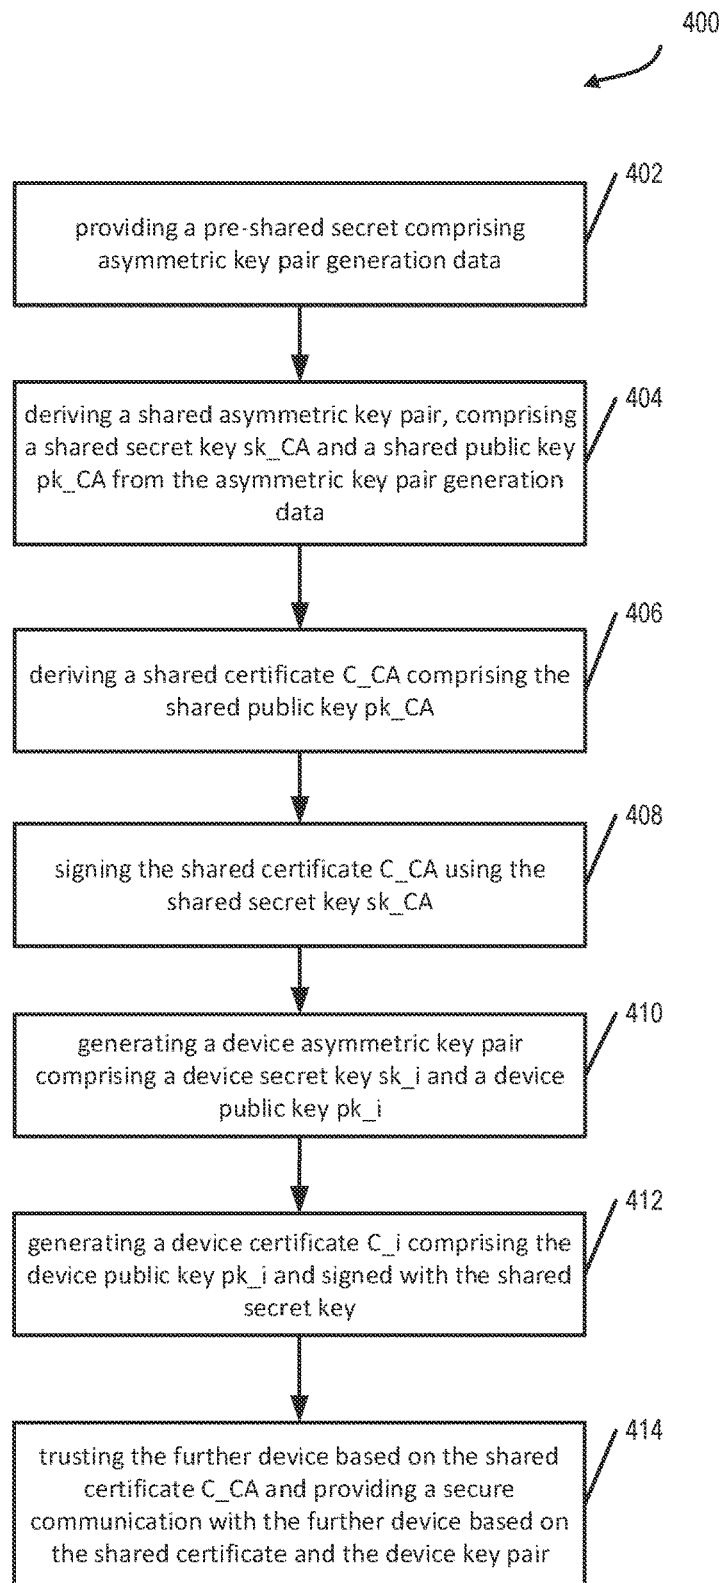 400
402
providing a pre-shared secret comprising
asymmetric key pair generation data
404
deriving a shared asymmetric key pair, comprising
a shared secret key sk_CA and a shared public key
pk_CA from the asymmetric key pair generation
data
406
deriving a shared certificate C_CA comprising the
shared public key pk_CA
408
signing the shared certificate C_CA using the
shared secret key sk_CA
410
generating a device asymmetric key pair
comprising a device secret key sk_i and a device
public key pk_i
412
generating a device certificate C_i comprising the
device public key pk_i and signed with the shared
secret key
414
trusting the further device based on the shared
certificate C_CA and providing a secure
communication with the further device based on
the shared certificate and the device key pair